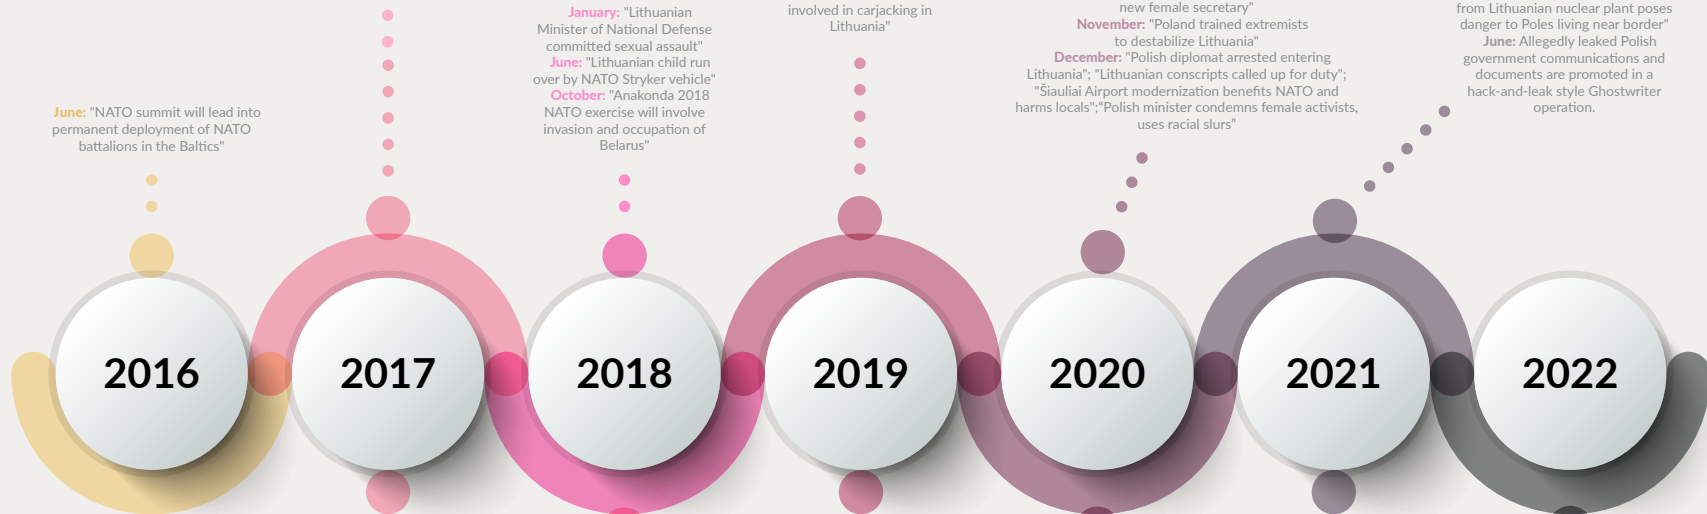 June: "NATO summit will lead into
permanent deployment of NATO
battalions in the Baltics"
January: "Lithuanian
Minister of National Defense
committed sexual assault"
June: "Lithuanian child run
over by NATO Stryker vehicle"
October: "Anakonda 2018
NATO exercise will involve
invasion and occupation of
Belarus"
involved in carjacking in
Lithuania"
new female secretary"
November: "Poland trained extremists
to destabilize Lithuania"
December: "Polish diplomat arrested entering
Lithuania"; "Lithuanian conscripts called up for duty";
"Šiauliai Airport modernization benefits NATO and
harms locals";"Polish minister condemns female activists,
uses racial slurs"
from Lithuanian nuclear plant poses
danger to Poles living near border"
June: Allegedly leaked Polish
government communications and
documents are promoted in a
hack-and-leak style Ghostwriter
operation.
2016
2017
2018
2019
2020
2021
2022